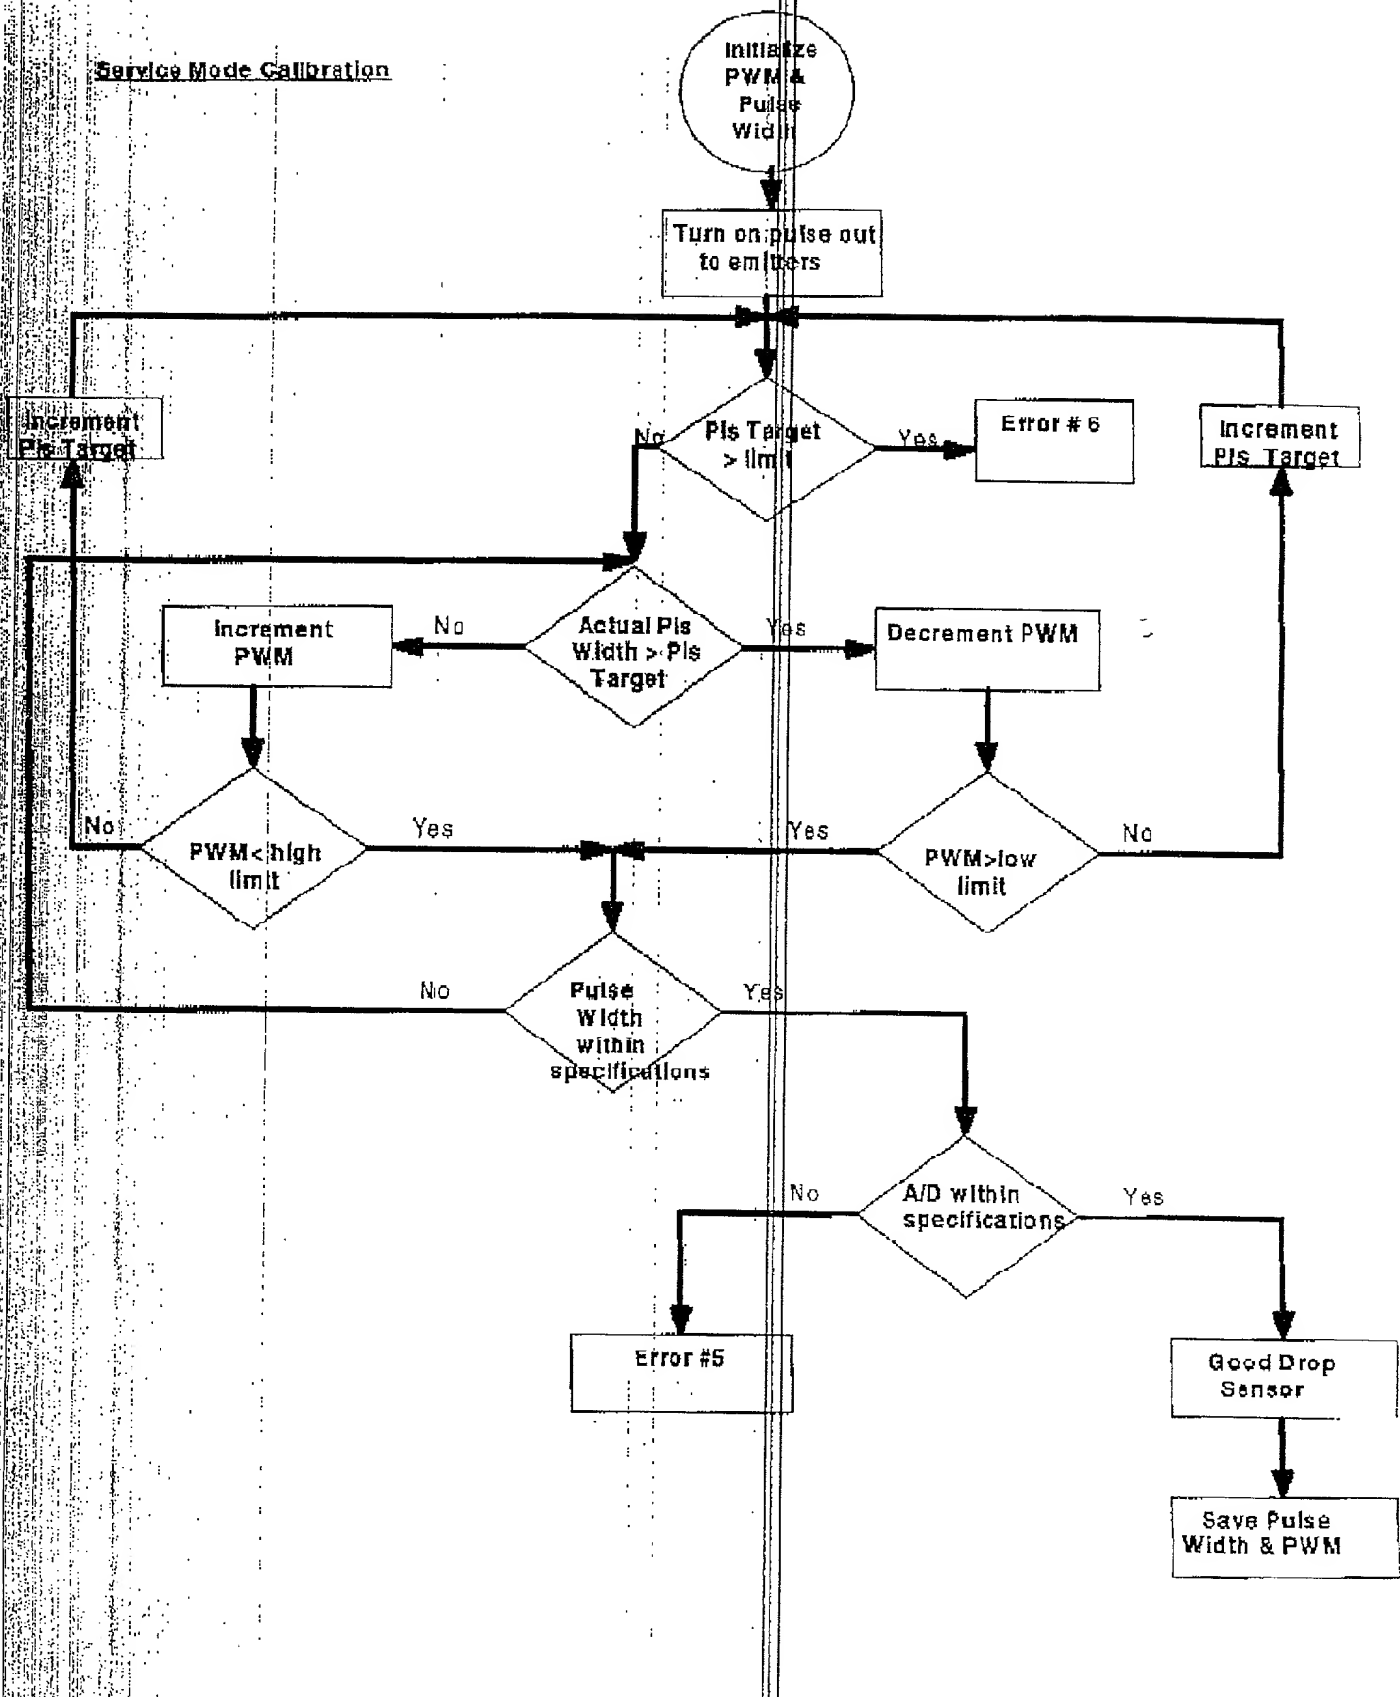 Service Mode Calibration
Initialize
PWM &
Pulse
Width
Turn on pulse out
to emitters
Increment
Pls Target
No
Pls Target
> limit
Yes
Error # 6
Increment
Pls Target
Increment
PWM
No
Actual Pls
Width > Pls
Target
Yes
Decrement PWM
No
PWM< high
limit
Yes
Yes
PWM>low
limit
No
No
Pulse
Width
within
specifications
Yes
No
A/D within
specifications
Yes
Error #5
Good Drop
Sensor
Save Pulse
Width & PWM